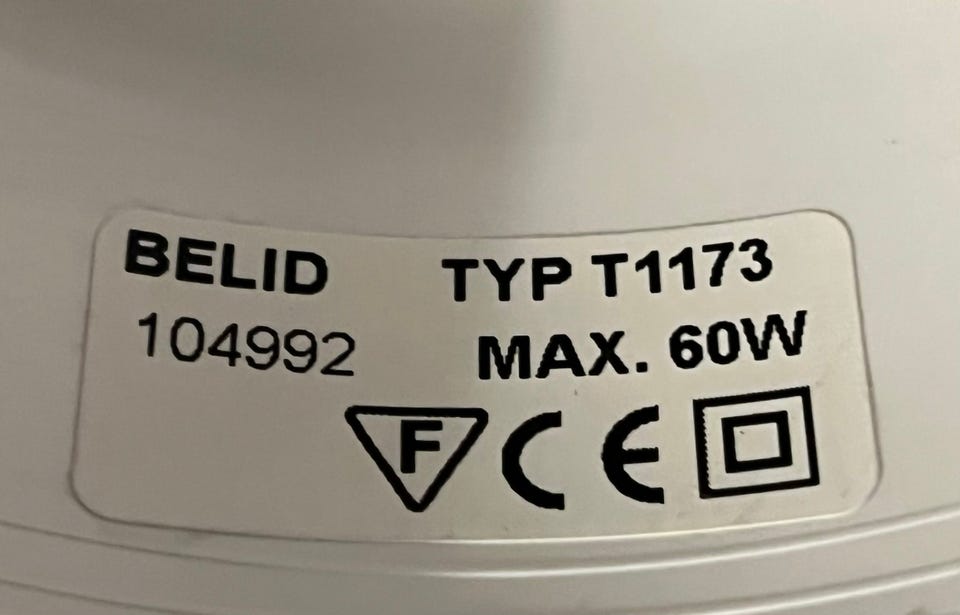 BELID TYP T1173
104992 MAX. 60W
F CE